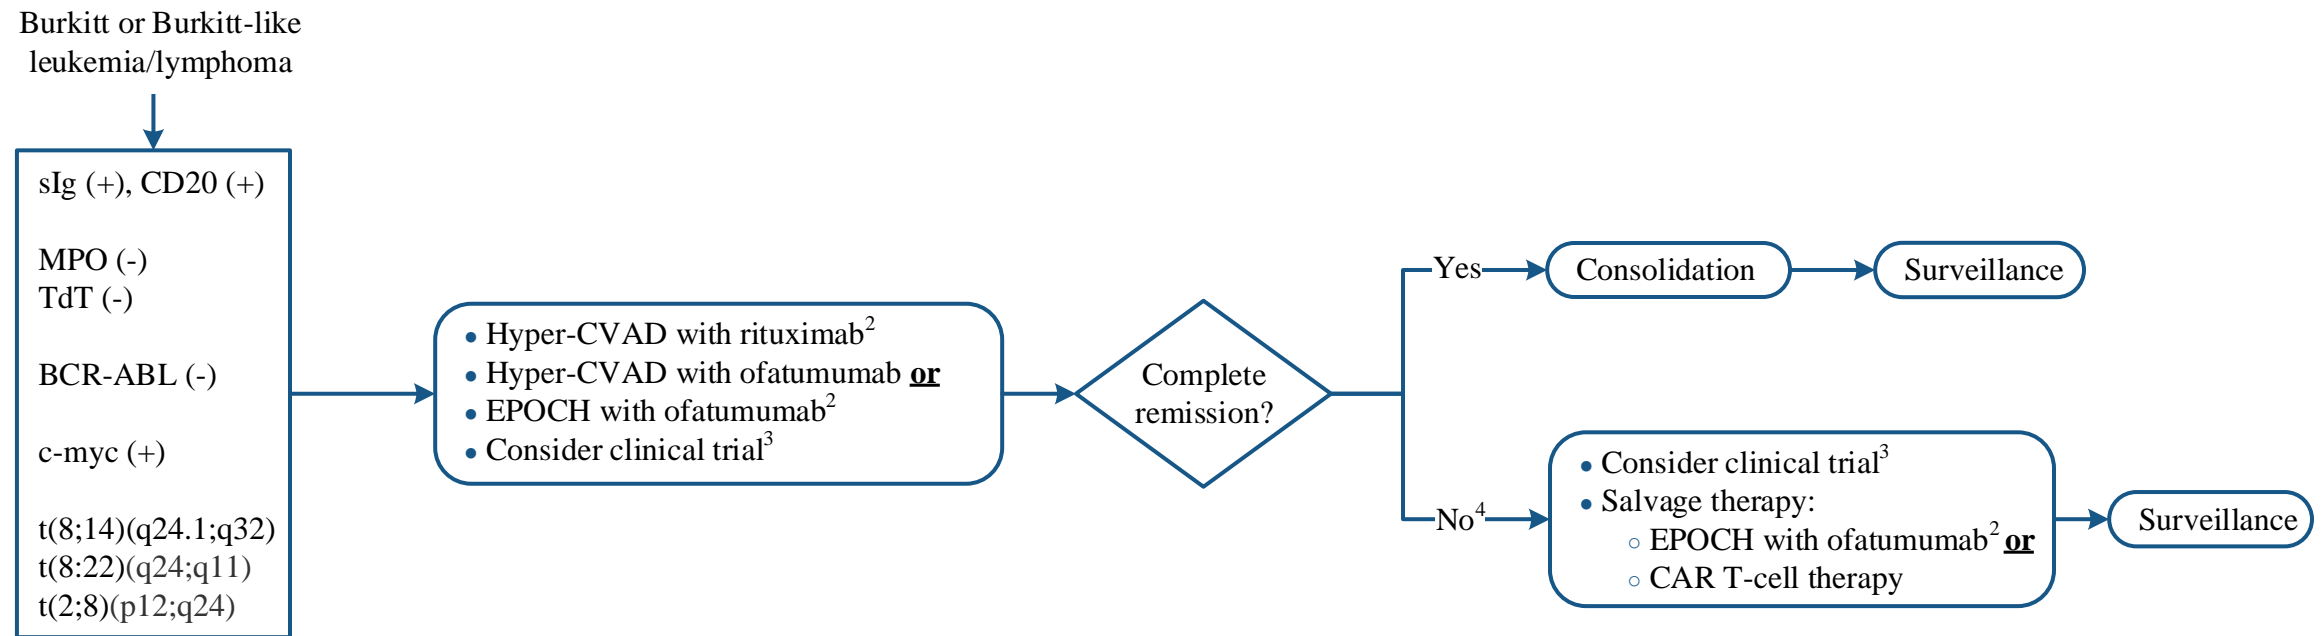 Burkitt or Burkitt-like
leukemia/lymphoma
sIg (+), CD20 (+)
MPO (-)
TdT (-)
BCR-ABL (-)
c-myc (+)
t(8;14)(q24.1;q32)
t(8:22)(q24;q11)
t(2;8)(p12;q24)
● Hyper-CVAD with rituximab²
● Hyper-CVAD with ofatumumab or
● EPOCH with ofatumumab²
● Consider clinical trial³
Complete
remission?
Yes
Consolidation
Surveillance
No⁴
● Consider clinical trial³
● Salvage therapy:
○ EPOCH with ofatumumab² or
○ CAR T-cell therapy
Surveillance